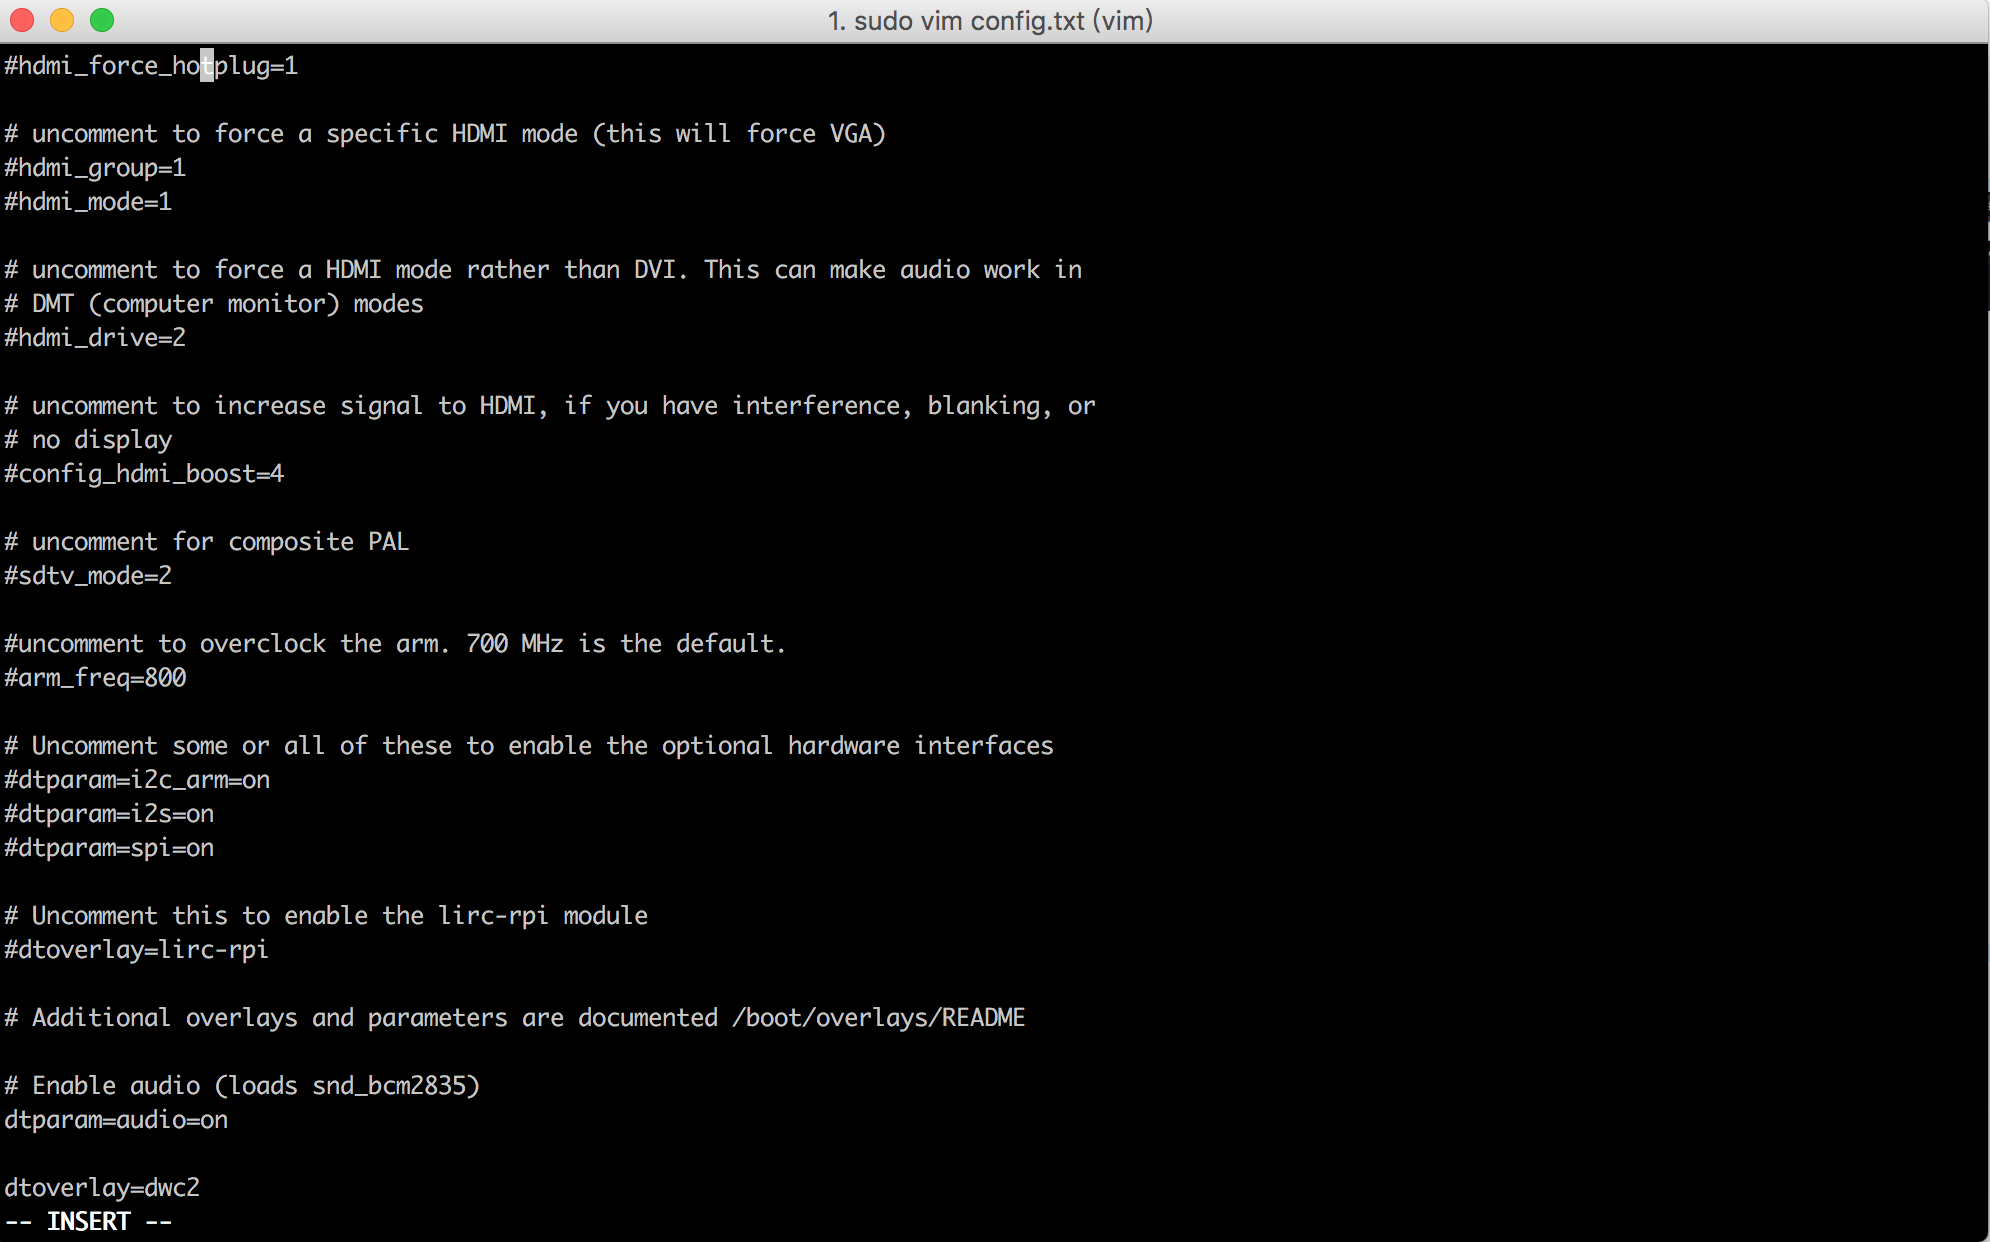 1. sudo vim config.txt (vim)
#hdmi_force_hotplug=1
# uncomment to force a specific HDMI mode (this will force VGA)
#hdmi_group=1
#hdmi_mode=1
# uncomment to force a HDMI mode rather than DVI. This can make audio work in
# DMT (computer monitor) modes
#hdmi_drive=2
# uncomment to increase signal to HDMI, if you have interference, blanking, or
# no display
#config_hdmi_boost=4
# uncomment for composite PAL
#sdtv_mode=2
#uncomment to overclock the arm. 700 MHz is the default.
#arm_freq=800
# Uncomment some or all of these to enable the optional hardware interfaces
#dtparam=i2c_arm=on
#dtparam=i2s=on
#dtparam=spi=on
# Uncomment this to enable the lirc-rpi module
#dtoverlay=lirc-rpi
# Additional overlays and parameters are documented /boot/overlays/README
# Enable audio (loads snd_bcm2835)
dtparam=audio=on
dtoverlay=dwc2
-- INSERT --